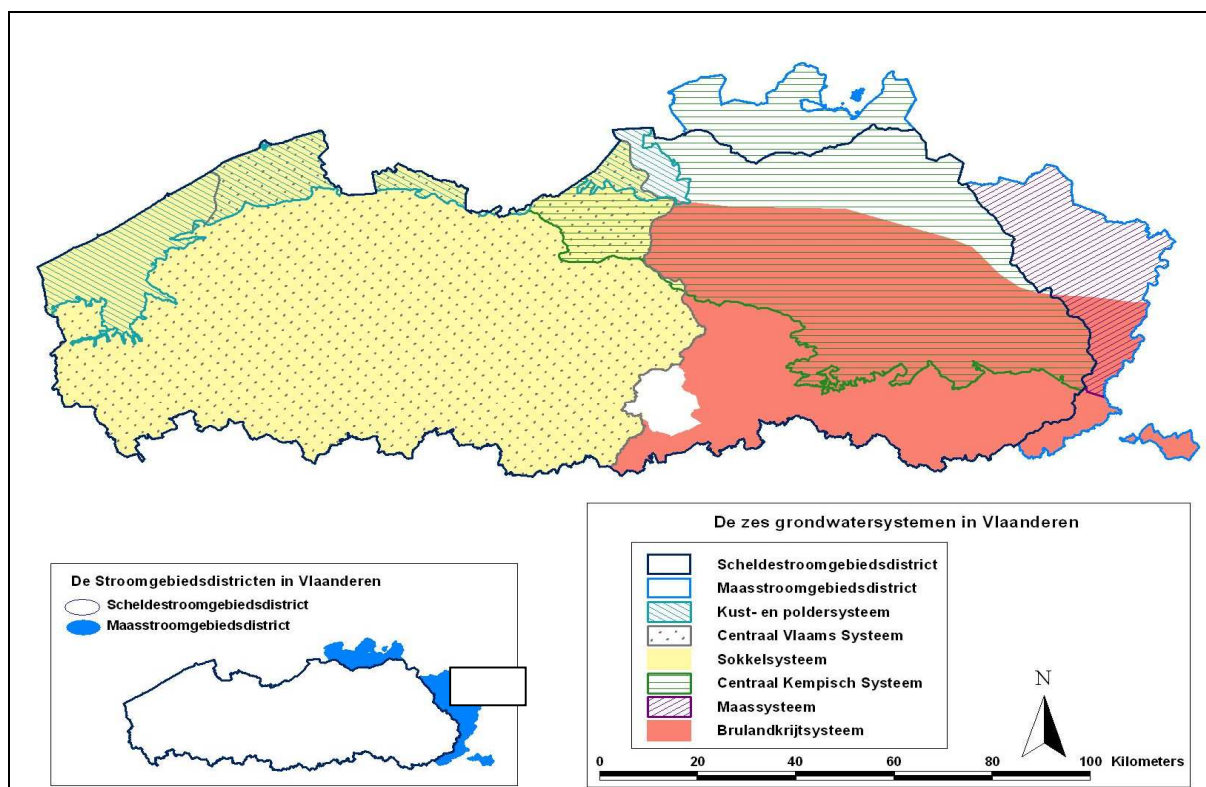 De zes grondwatersystemen in Vlaanderen
Scheldestroomgebiedsdistrict
Maasstroomgebiedsdistrict
Kust- en poldersysteem
Centraal Vlaams Systeem
Sokkelsysteem
Centraal Kempisch Systeem
Maassysteem
Brulandkrijtsysteem
N
0 20 40 60 80 100 Kilometers
De Stroomgebiedsdistricten in Vlaanderen
Scheldestroomgebiedsdistrict
Maasstroomgebiedsdistrict